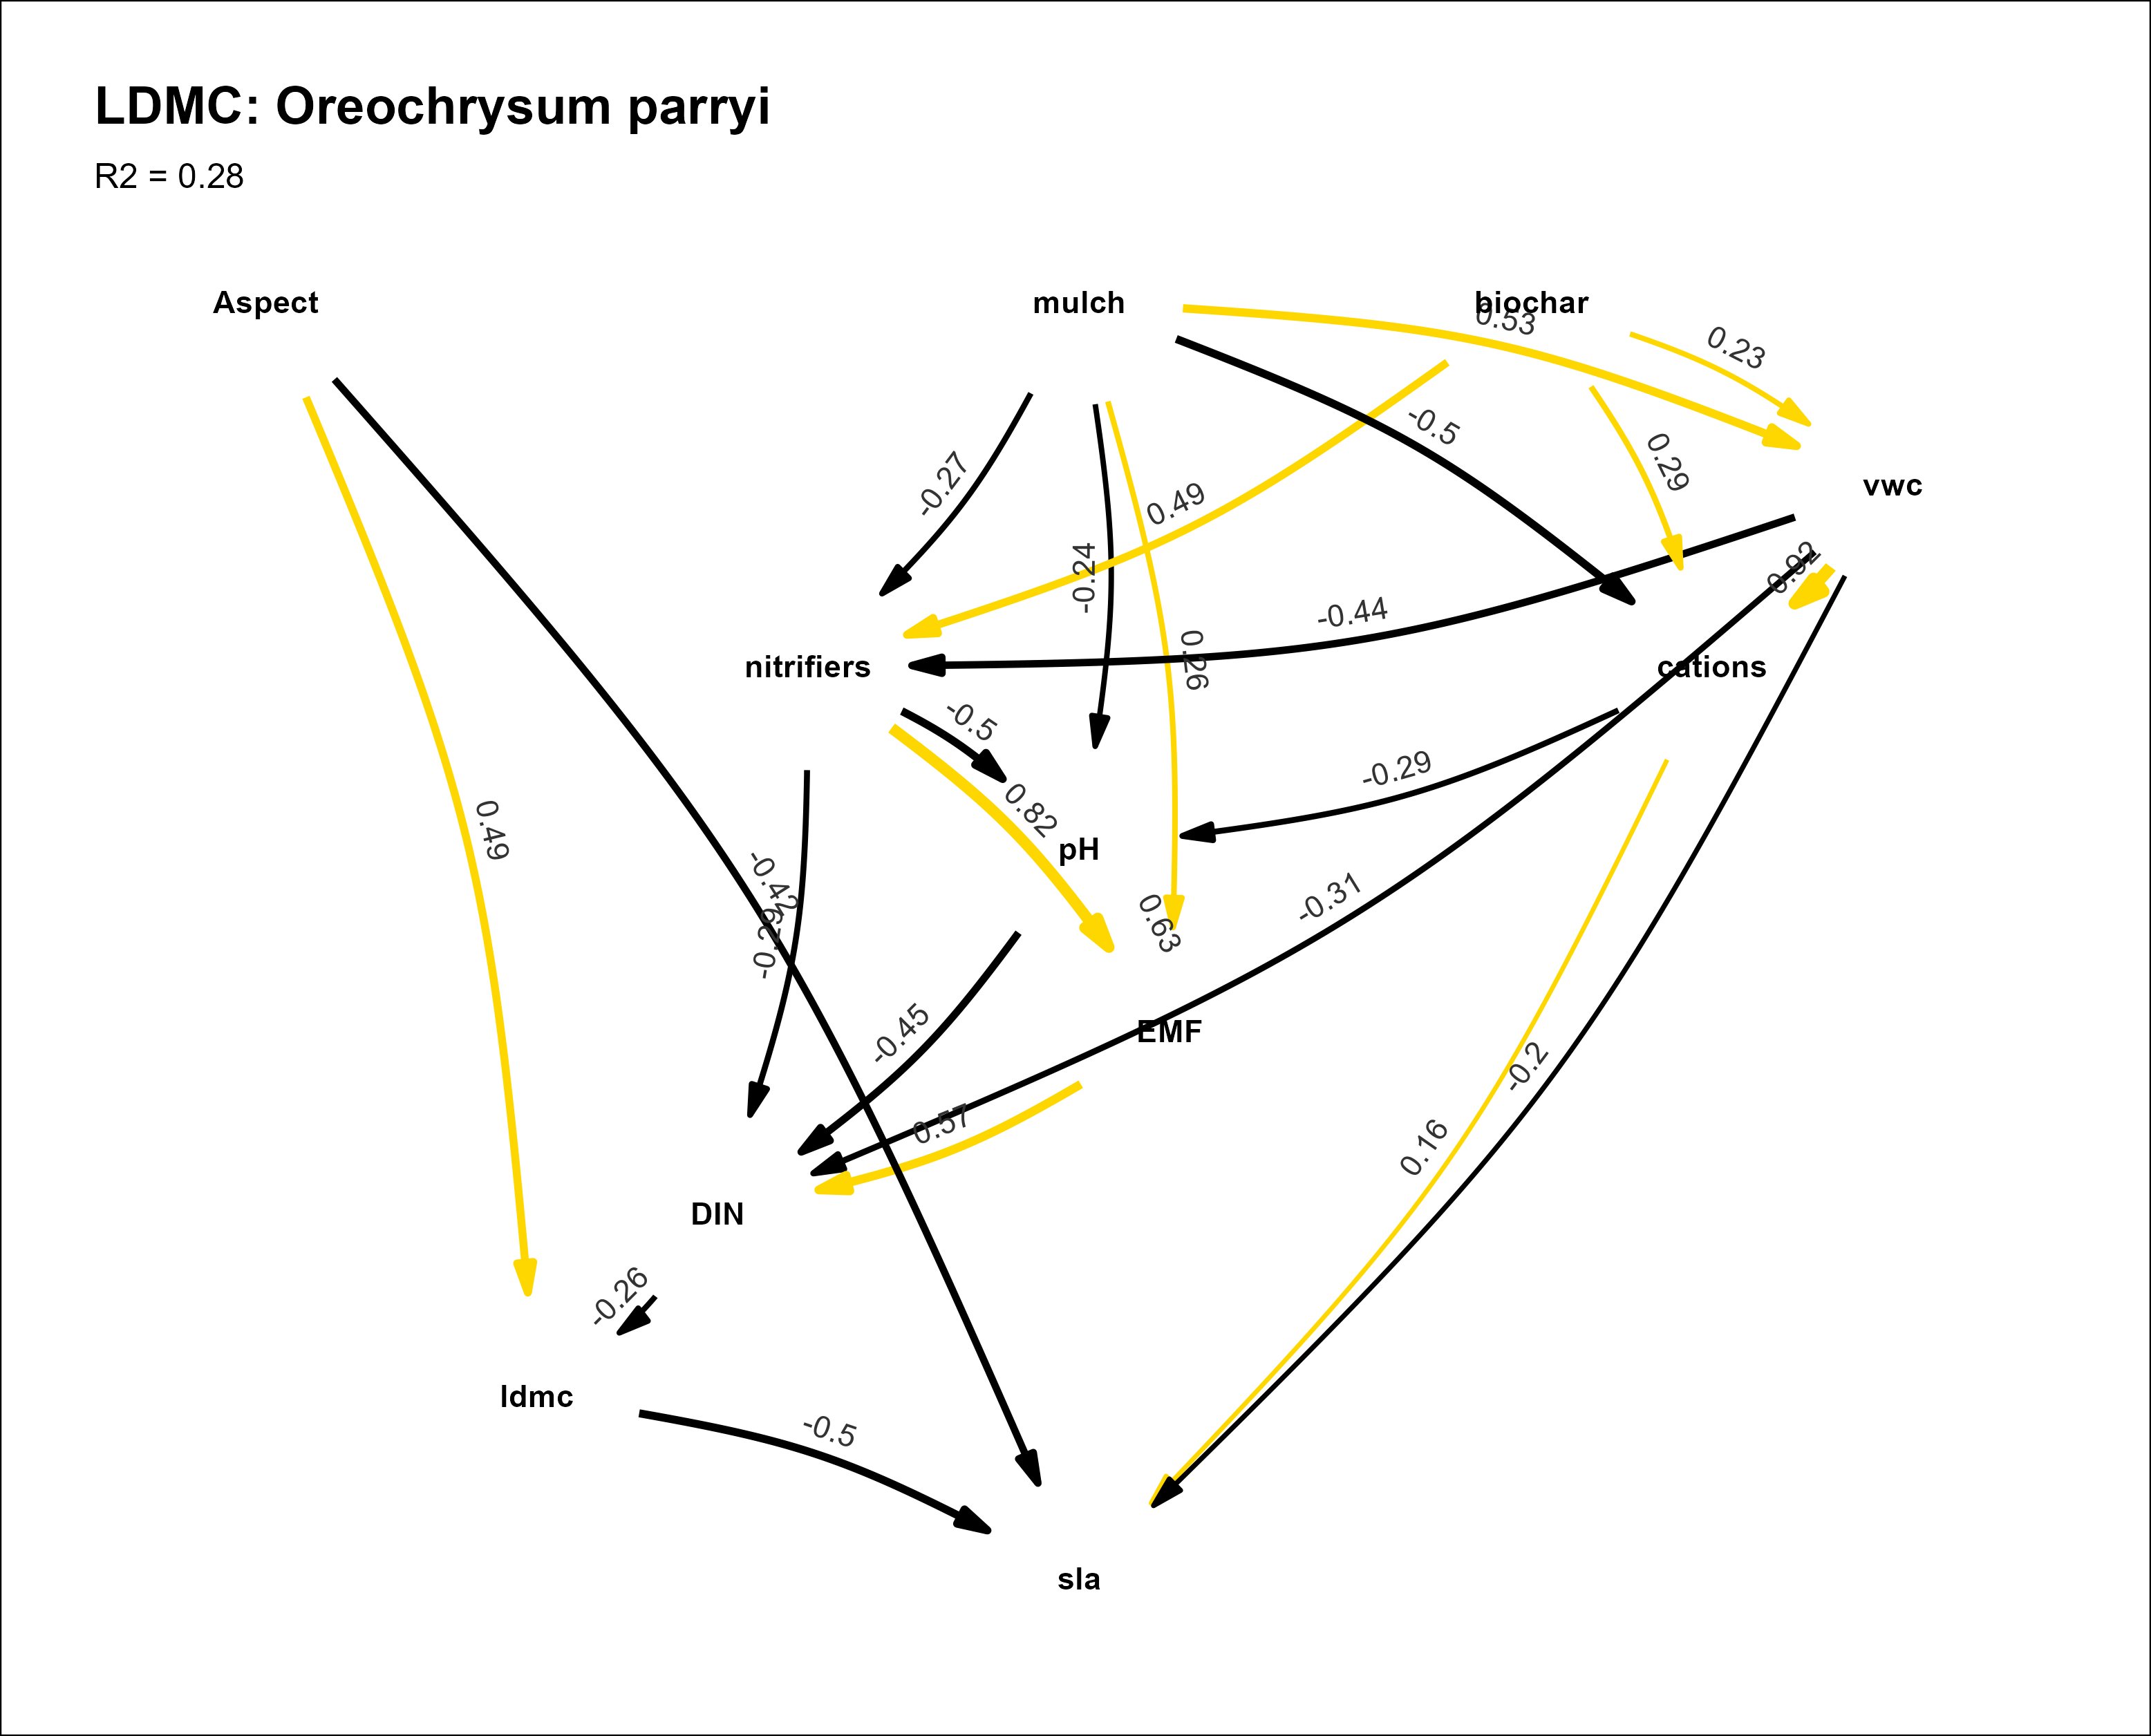 LDMC: Oreochrysum parryi
R2 = 0.28
Aspect
mulch
biochar
0.53
0.23
-0.5
0.29
-0.27
0.49
vwc
-0.24
0.92
-0.44
0.26
nitrifiers
cations
-0.5
-0.29
0.82
0.49
pH
-0.42
-0.29
-0.31
0.63
-0.45
EMF
-0.2
0.57
0.16
DIN
-0.26
ldmc
-0.5
sla